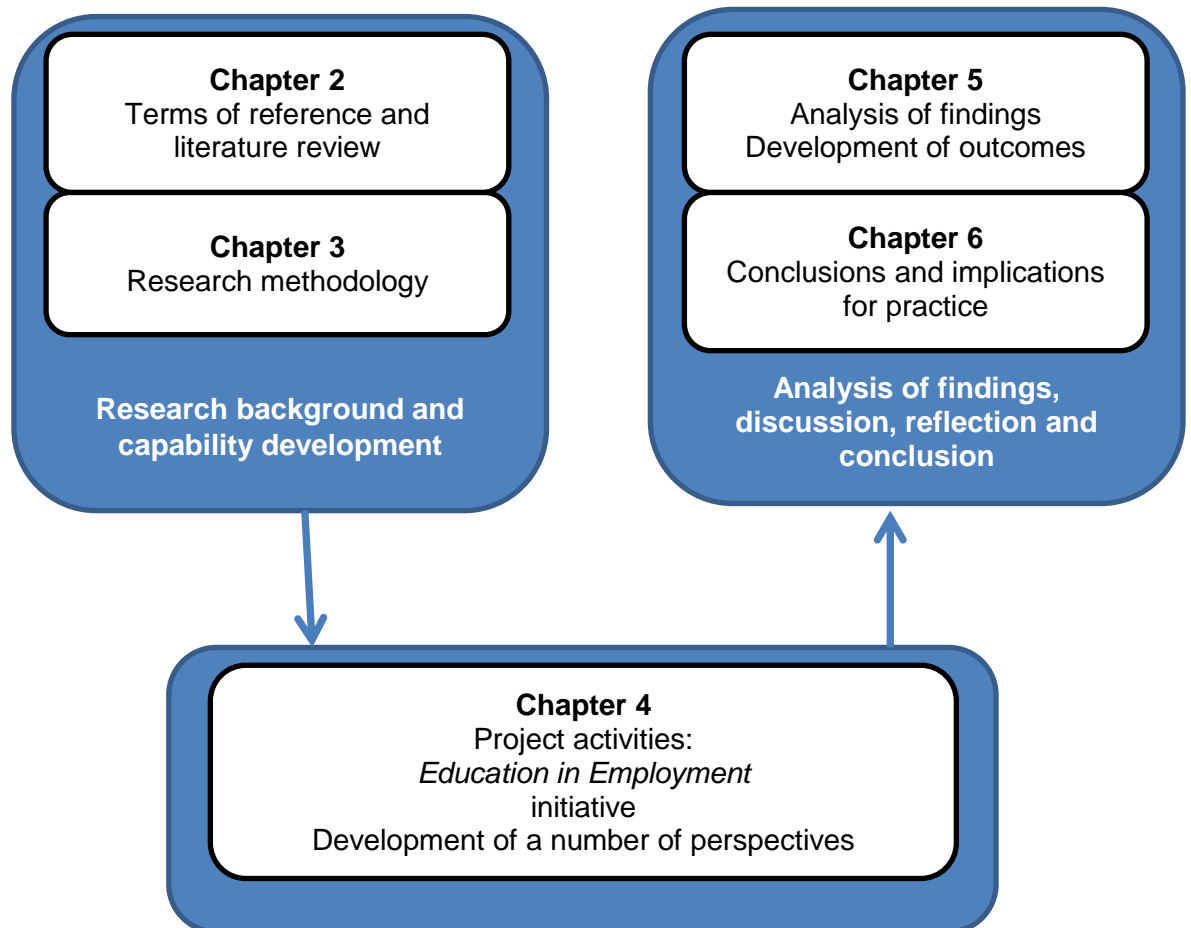 Chapter 2
Terms of reference and
literature review
Chapter 3
Research methodology
Research background and
capability development
Chapter 5
Analysis of findings
Development of outcomes
Chapter 6
Conclusions and implications
for practice
Analysis of findings,
discussion, reflection and
conclusion
Chapter 4
Project activities:
Education in Employment
initiative
Development of a number of perspectives